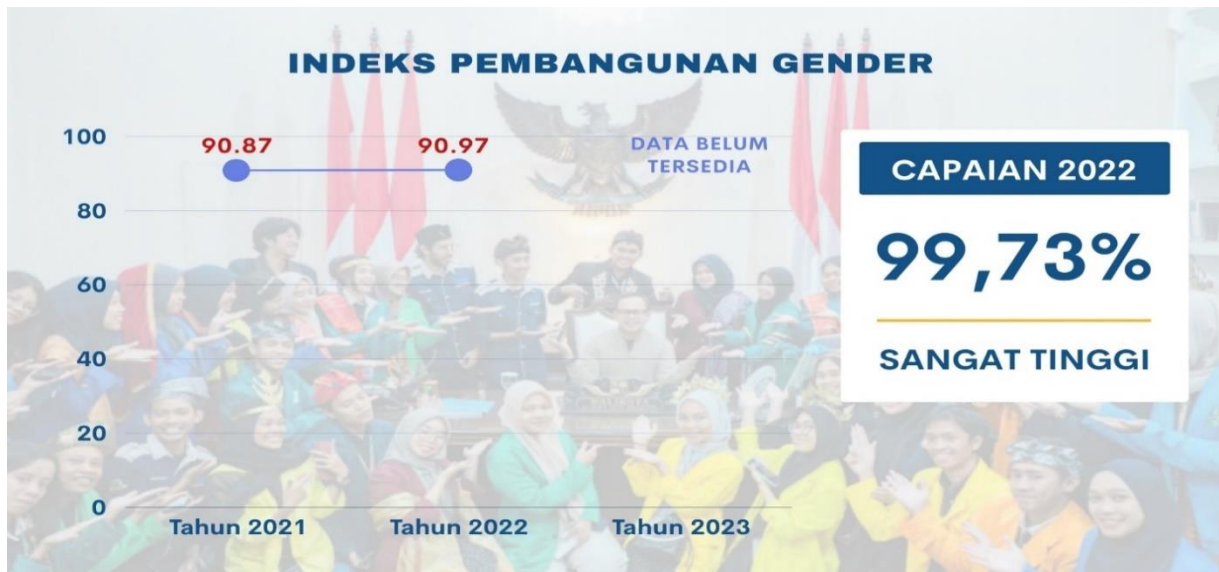 INDEKS PEMBANGUNAN GENDER
100
90.87
90.97
DATA BELUM
TERSEDIA
80
60
40
20
0
Tahun 2021
Tahun 2022
Tahun 2023
CAPAIAN 2022
99,73%
SANGAT TINGGI